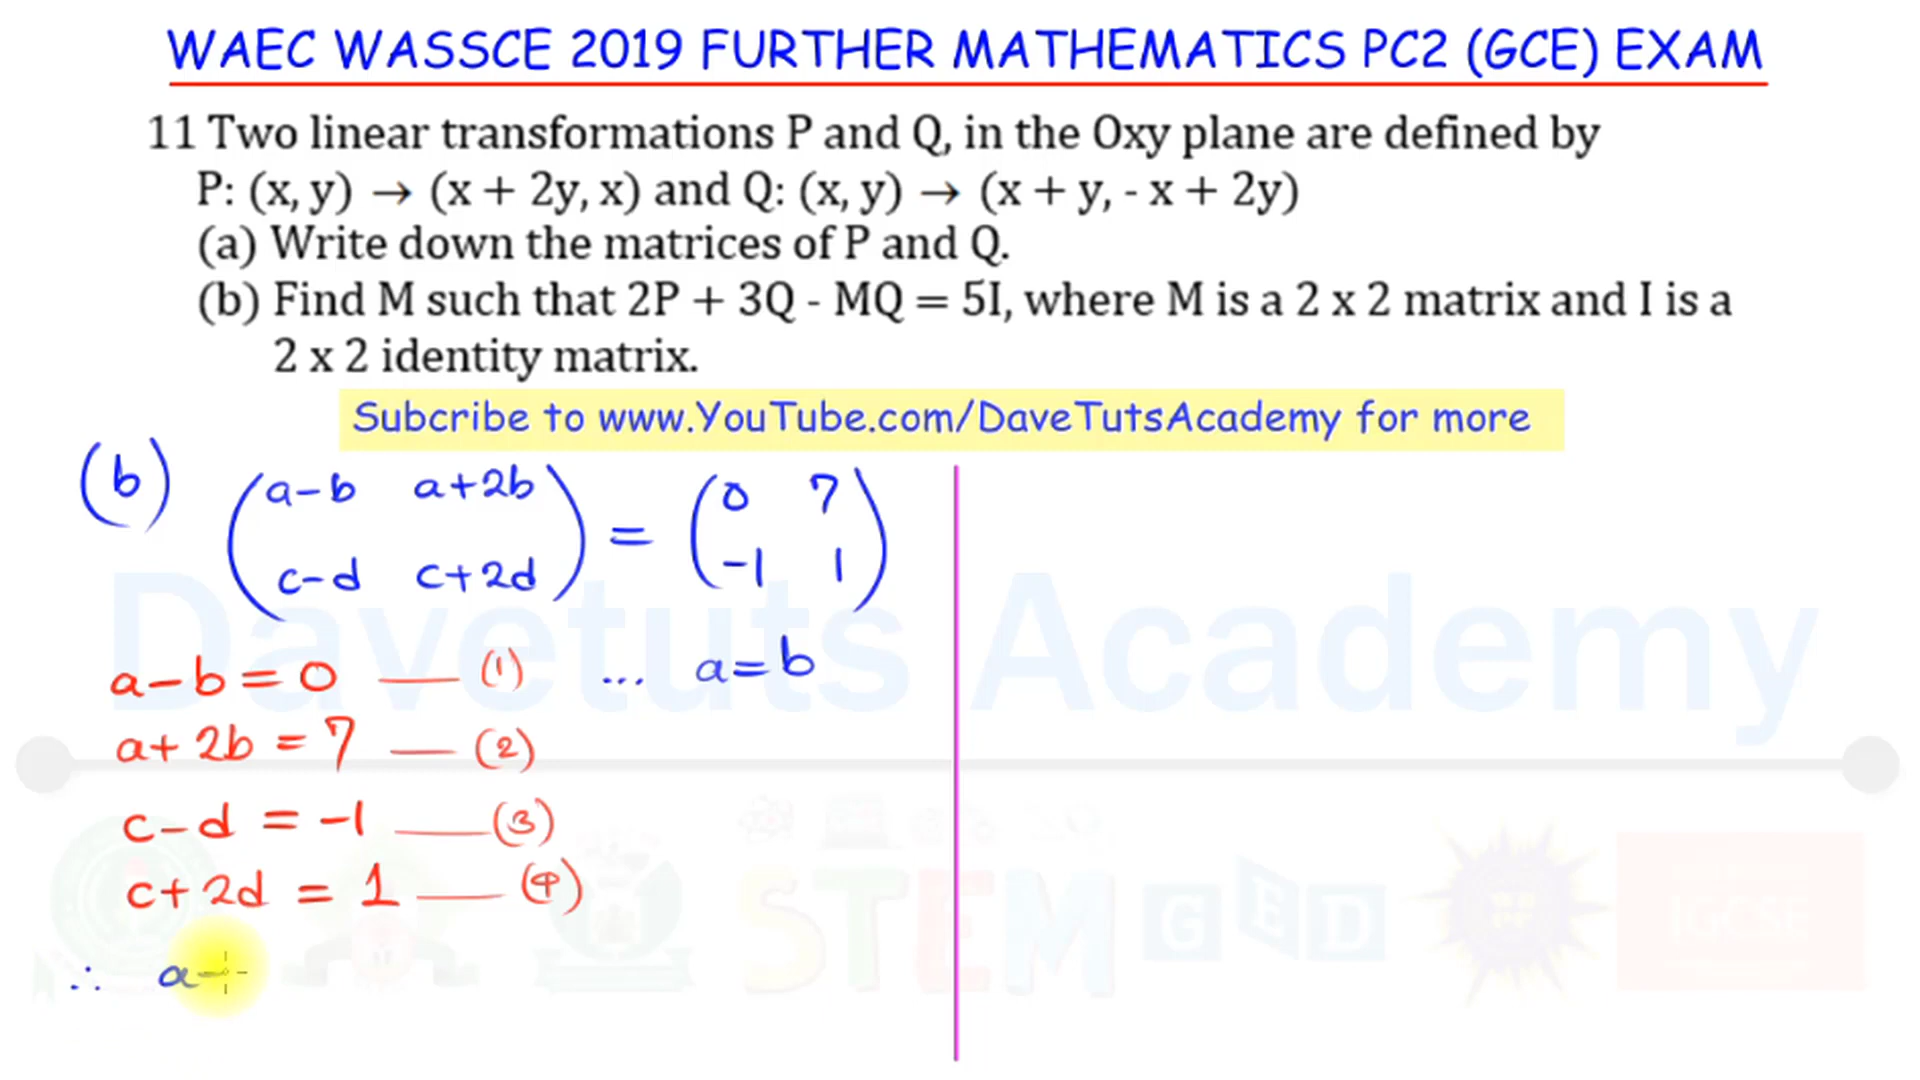 WAEC WASSCE 2019 FURTHER MATHEMATICS PC2 (GCE) EXAM
11 Two linear transformations P and Q, in the Oxy plane are defined by
P: (x, y) → (x + 2y, x) and Q: (x, y) → (x + y, - x + 2y)
(a) Write down the matrices of P and Q.
(b) Find M such that 2P + 3Q - MQ = 5I, where M is a 2 x 2 matrix and I is a
2 x 2 identity matrix.
Subcribe to www.YouTube.com/DaveTutsAcademy for more
(b) ( a-b a+2b ) = ( 0 7 )
( c-d c+2d ) ( -1 1 )
Davetuts Academy
a-b = 0 — (1) ... a=b
a+ 2b = 7 — (2)
c-d = -1 — (3)
c+ 2d = 1 — (4)
∴ a-
STEM GED IGCSE